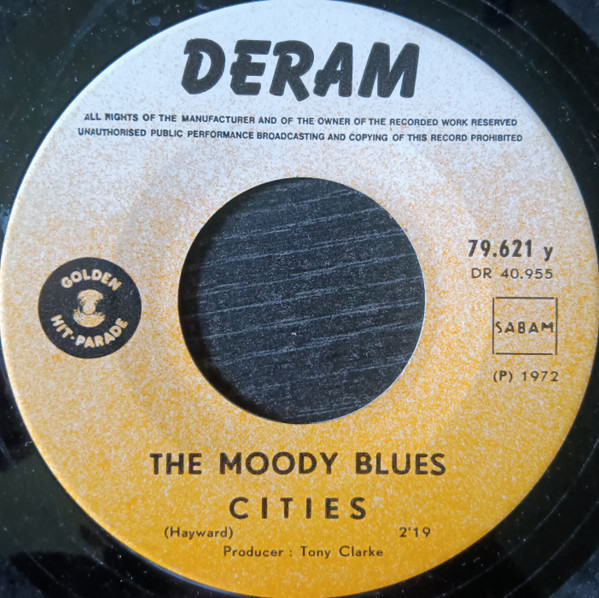 DERAM
ALL RIGHTS OF THE MANUFACTURER AND OF THE OWNER OF THE RECORDED WORK RESERVED
UNAUTHORISED PUBLIC PERFORMANCE BROADCASTING AND COPYING OF THIS RECORD PROHIBITED
79.621 y
DR 40.955
GOLDEN
HIT-PARADE
SABAM
(P) 1972
THE MOODY BLUES
CITIES
(Hayward) 2'19
Producer : Tony Clarke